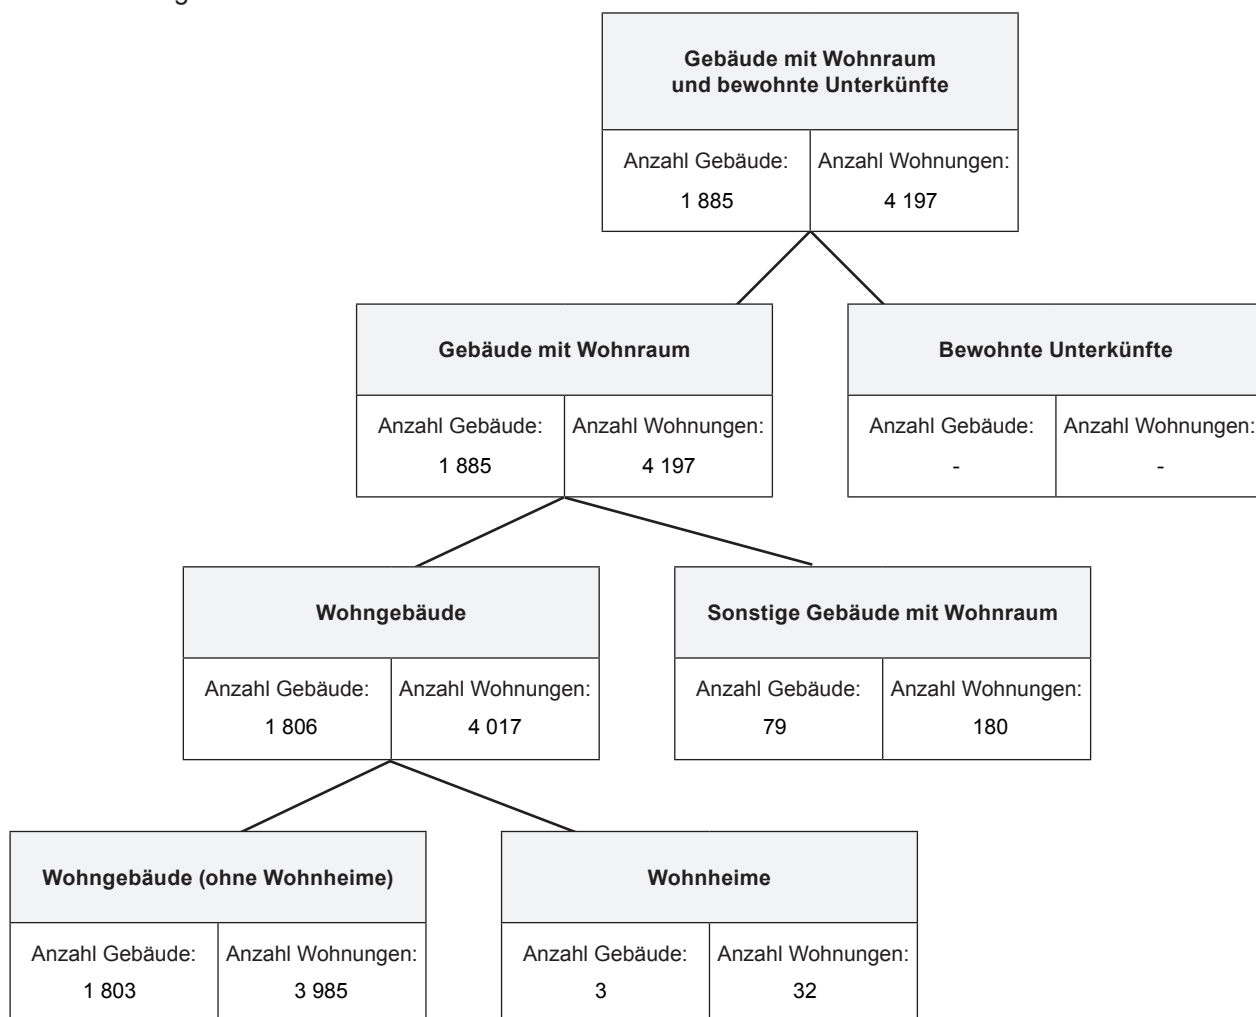 Gebäude mit Wohnraum
und bewohnte Unterkünfte
Anzahl Gebäude: Anzahl Wohnungen:
1 885 4 197
Gebäude mit Wohnraum Bewohnte Unterkünfte
Anzahl Gebäude: Anzahl Wohnungen: Anzahl Gebäude: Anzahl Wohnungen:
1 885 4 197 - -
Wohngebäude Sonstige Gebäude mit Wohnraum
Anzahl Gebäude: Anzahl Wohnungen: Anzahl Gebäude: Anzahl Wohnungen:
1 806 4 017 79 180
Wohngebäude (ohne Wohnheime) Wohnheime
Anzahl Gebäude: Anzahl Wohnungen: Anzahl Gebäude: Anzahl Wohnungen:
1 803 3 985 3 32